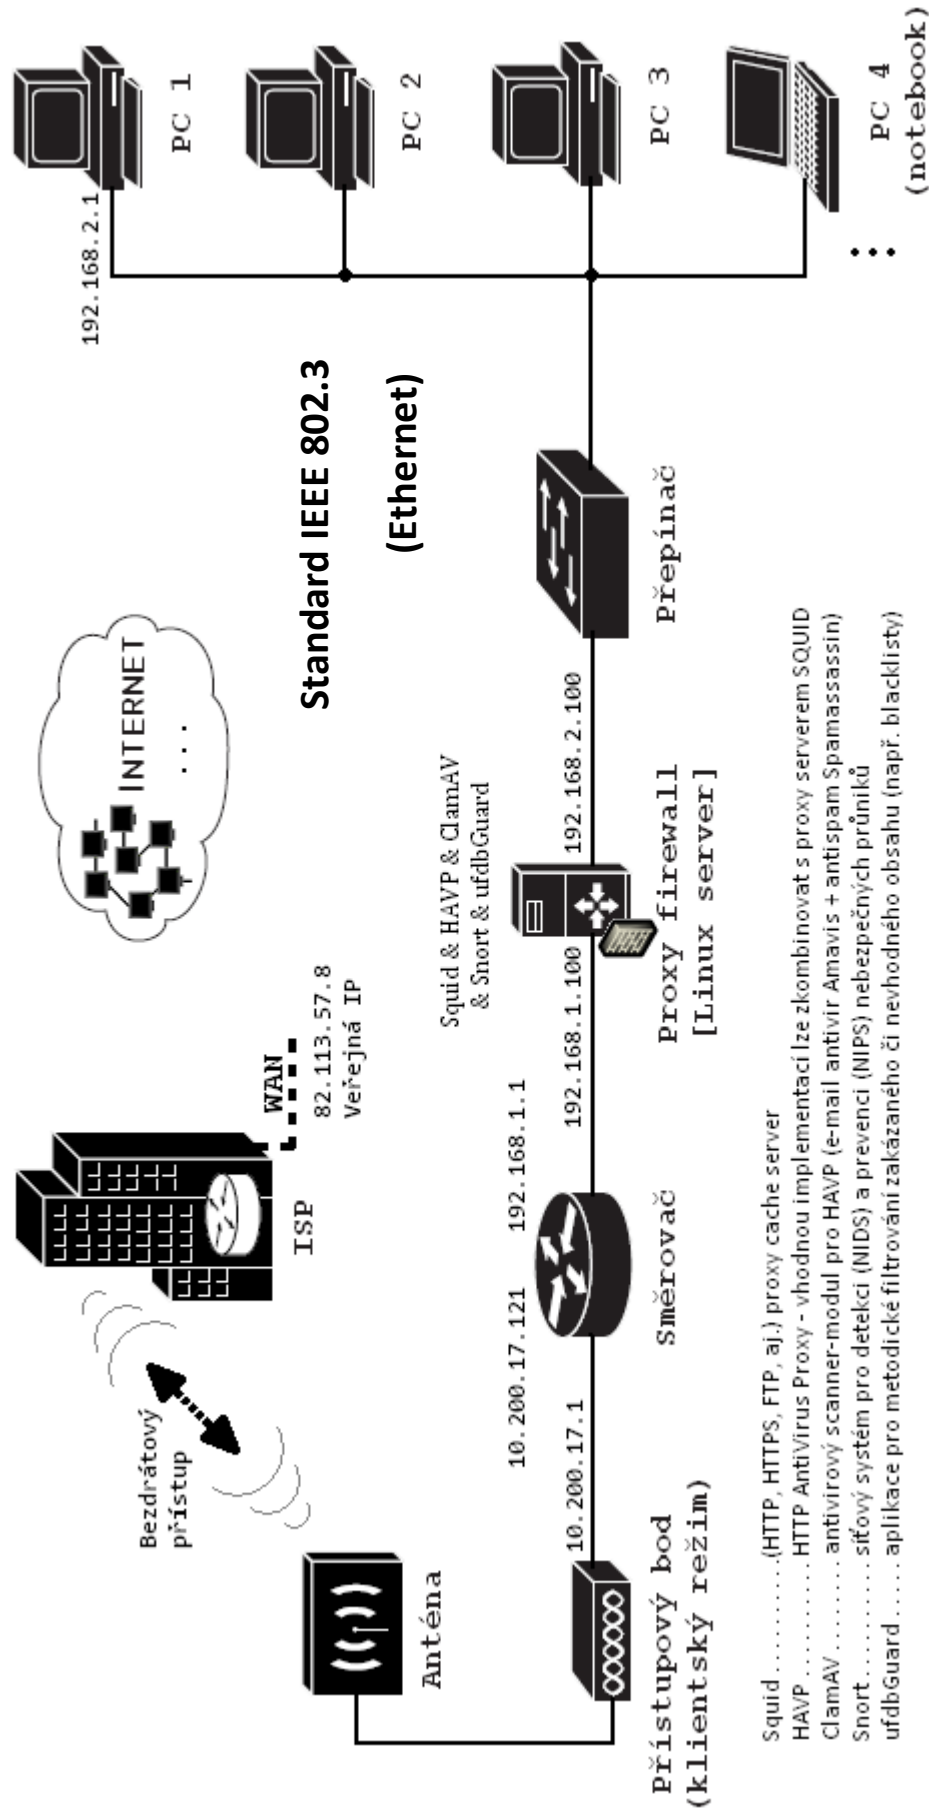 INTERNET
. . .
Bezdrátový
přístup
ISP
WAN
82.113.57.8
Veřejná IP
Standard IEEE 802.3
(Ethernet)
192.168.2.1
PC 1
PC 2
PC 3
PC 4
(notebook)
Anténa
Přístupový bod
(klientský režim)
10.200.17.1
10.200.17.121
192.168.1.1
Směrovač
192.168.1.100
Squid & HAVP & ClamAV
& Snort & ufdbGuard
Proxy firewall
[Linux server]
192.168.2.100
Přepínač
Squid . . . . . . . . . .(HTTP, HTTPS, FTP, aj.) proxy cache server
HAVP . . . . . . . . . . HTTP AntiVirus Proxy - vhodnou implementací lze zkombinovat s proxy serverem SQUID
ClamAV . . . . . . . . antivirový scanner-modul pro HAVP (e-mail antivir Amavis + antispam Spamassassin)
Snort. . . . . . . . . . síťový systém pro detekci (NIDS) a prevenci (NIPS) nebezpečných průniků
ufdbGuard . . . . . aplikace pro metodické filtrování zakázaného či nevhodného obsahu (např. blacklisty)